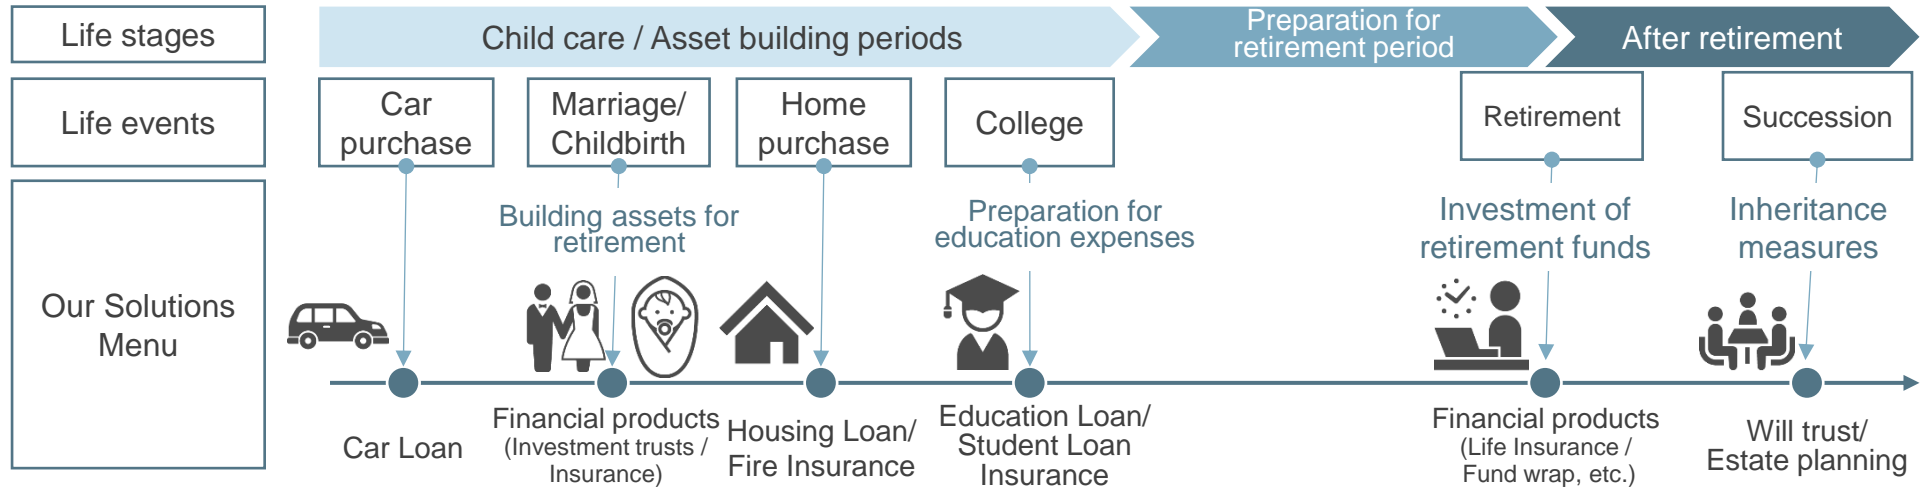 Life stages
Child care / Asset building periods
Preparation for
retirement period
After retirement
Life events
Car
purchase
Marriage/
Childbirth
Home
purchase
College
Retirement
Succession
Our Solutions
Menu
Building assets for
retirement
Preparation for
education expenses
Investment of
retirement funds
Inheritance
measures
Car Loan
Financial products
(Investment trusts /
Insurance)
Housing Loan/
Fire Insurance
Education Loan/
Student Loan
Insurance
Financial products
(Life Insurance /
Fund wrap, etc.)
Will trust/
Estate planning